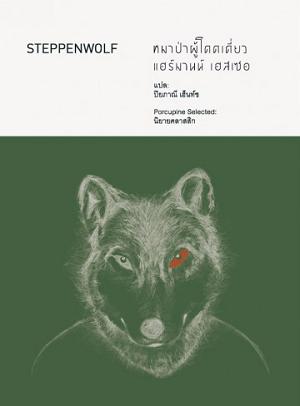 STEPPENWOLF
หมาป่าผู้โดดเดี่ยว
แฮร์มานน์ เฮสเซอ
แปล:
ปิยภาณี เฮ็นท์ซ
Porcupine Selected:
นิยายคลาสสิก